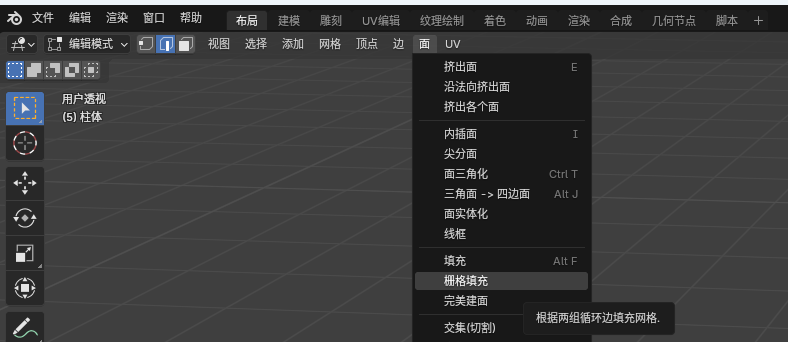 文件 编辑 渲染 窗口 帮助 布局 建模 雕刻 UV编辑 纹理绘制 着色 动画 渲染 合成 几何节点 脚本 +
编辑模式 视图 选择 添加 网格 顶点 边 面 UV
用户透视
(5) 柱体
挤出面 E
沿法向挤出面
挤出各个面
内插面 I
尖分面
面三角化 Ctrl T
三角面 -> 四边面 Alt J
面实体化
线框
填充 Alt F
栅格填充
完美建面
交集(切割)
根据两组循环边填充网格.